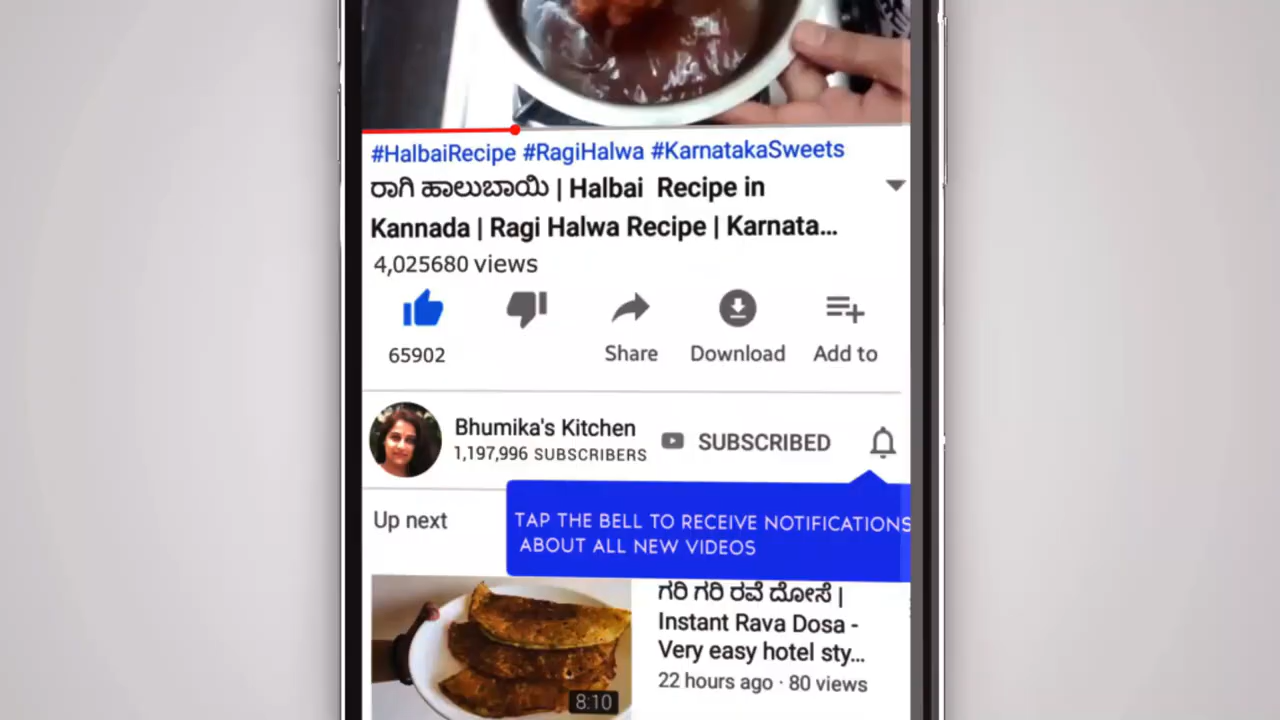 #HalbaiRecipe #RagiHalwa #KarnatakaSweets
ರಾಗಿ ಹಾಲುಬಾಯಿ | Halbai Recipe in
Kannada | Ragi Halwa Recipe | Karnata...
4,025680 views
65902
Share
Download
Add to
Bhumika's Kitchen
1,197,996 SUBSCRIBERS
SUBSCRIBED
TAP THE BELL TO RECEIVE NOTIFICATIONS
ABOUT ALL NEW VIDEOS
Up next
8:10
ಗರಿ ಗರಿ ರವೆ ದೋಸೆ |
Instant Rava Dosa -
Very easy hotel sty...
22 hours ago · 80 views